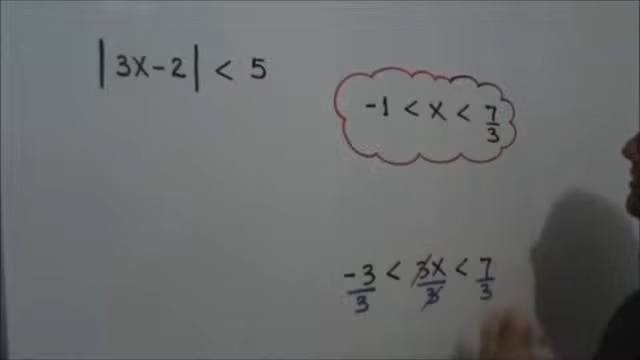 |3x-2| < 5
-1 < x < 7/3
-3/3 < 3x/3 < 7/3